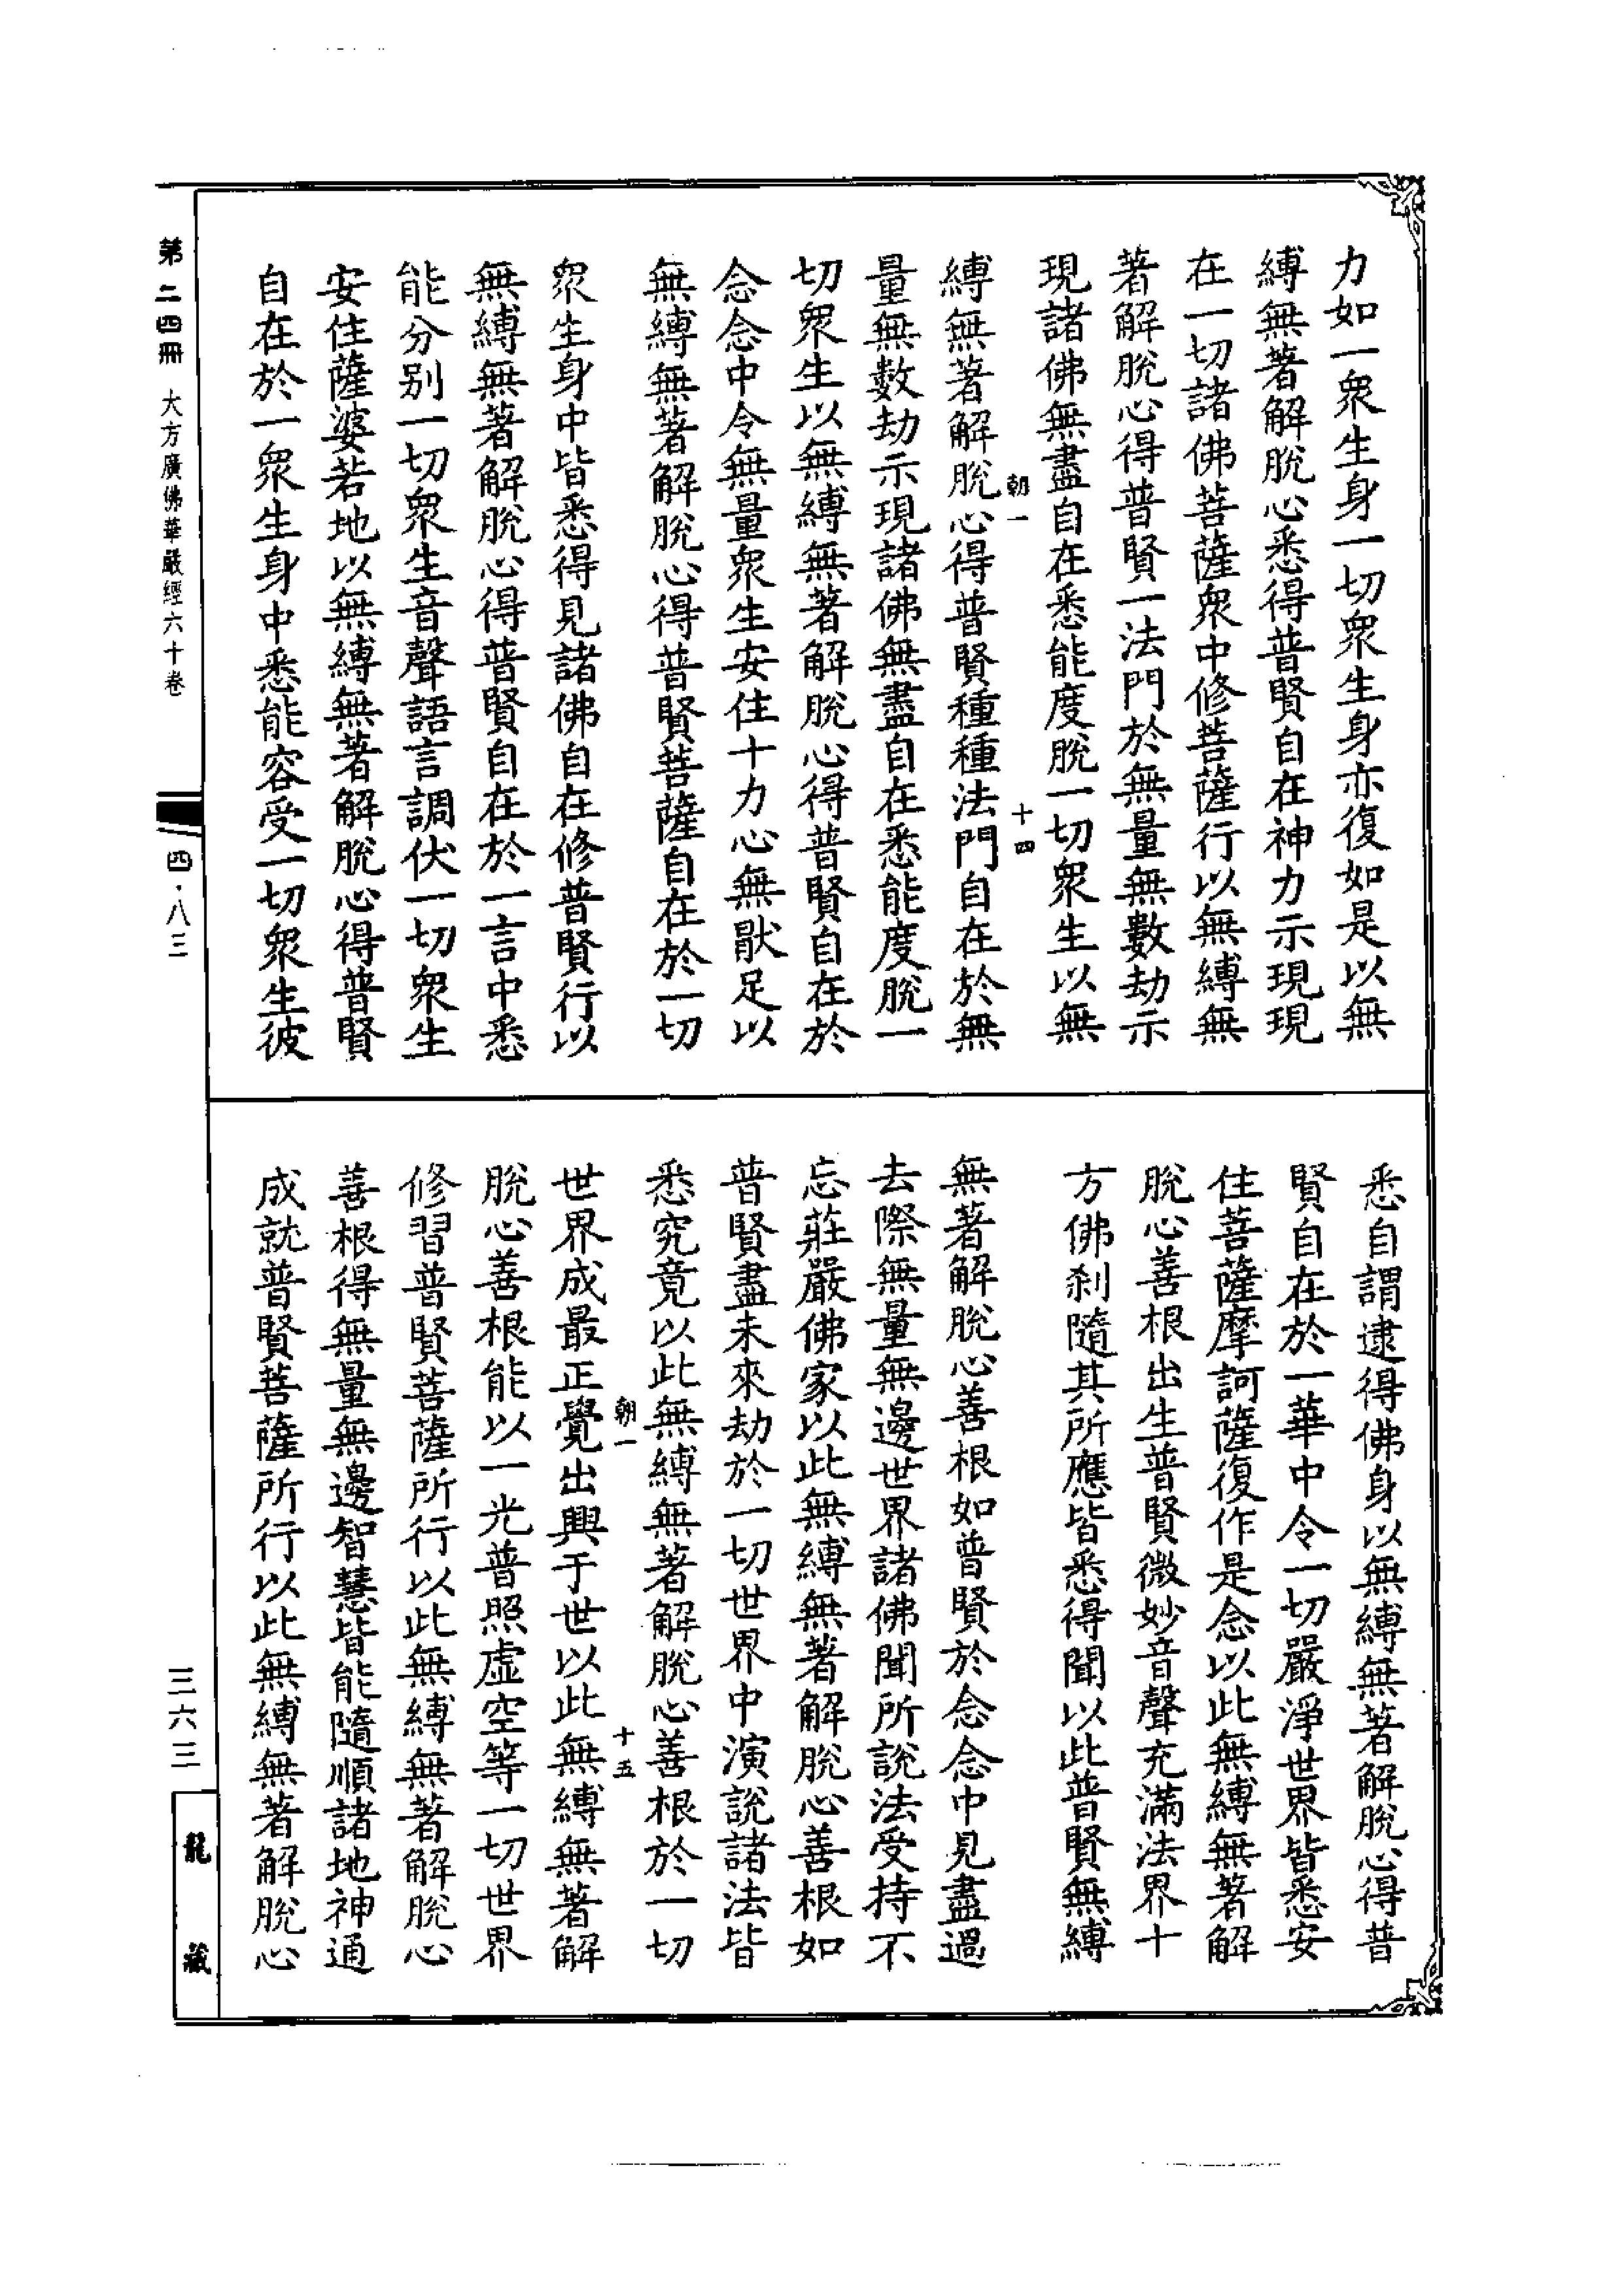 力如一衆生身一切衆生身亦復如是以無
縛無著解脫心悉得普賢自在神力示現現
在一切諸佛菩薩衆中修菩薩行以無縛無
著解脫心得普賢一法門於無量無數劫示
現諸佛無盡自在悉能度脫一切衆生以無
朝一 十四
縛無著解脫心得普賢種種法門自在於無
量無數劫示現諸佛無盡自在悉能度脫一
切衆生以無縛無著解脫心得普賢自在於
念念中令無量衆生安住十力心無猒足以
無縛無著解脫心得普賢菩薩自在於一切
衆生身中皆悉得見諸佛自在修普賢行以
無縛無著解脫心得普賢自在於一言中悉
能分別一切衆生音聲語言調伏一切衆生
安住薩婆若地以無縛無著解脫心得普賢
自在於一衆生身中悉能容受一切衆生彼
悉自謂逮得佛身以無縛無著解脫心得普
賢自在於一華中令一切嚴淨世界皆悉安
住菩薩摩訶薩復作是念以此無縛無著解
脫心善根出生普賢微妙音聲充滿法界十
方佛刹隨其所應皆悉得聞以此普賢無縛
無著解脫心善根如普賢於念念中見盡過
去際無量無邊世界諸佛聞所說法受持不
忘莊嚴佛家以此無縛無著解脫心善根如
普賢盡未來劫於一切世界中演說諸法皆
悉究竟以此無縛無著解脫心善根於一切
朝一 十五
世界成最正覺出興于世以此無縛無著解
脫心善根能以一光普照虛空等一切世界
修習普賢菩薩所行以此無縛無著解脫心
善根得無量無邊智慧皆能隨順諸地神通
成就普賢菩薩所行以此無縛無著解脫心
第二四冊 大方廣佛華嚴經六十卷
四·八三
三六三
龍藏